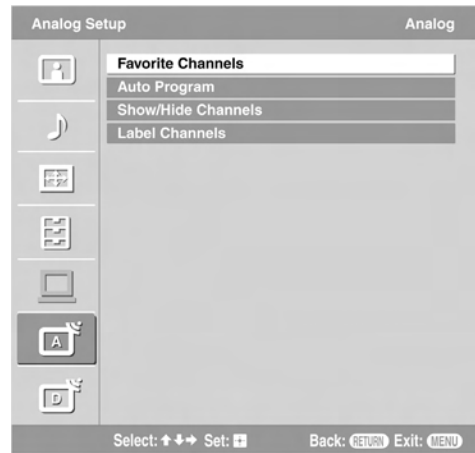 Analog Setup Analog
Favorite Channels
Auto Program
Show/Hide Channels
Label Channels
A
D
Select: ↑↓→ Set: Back: RETURN Exit: MENU